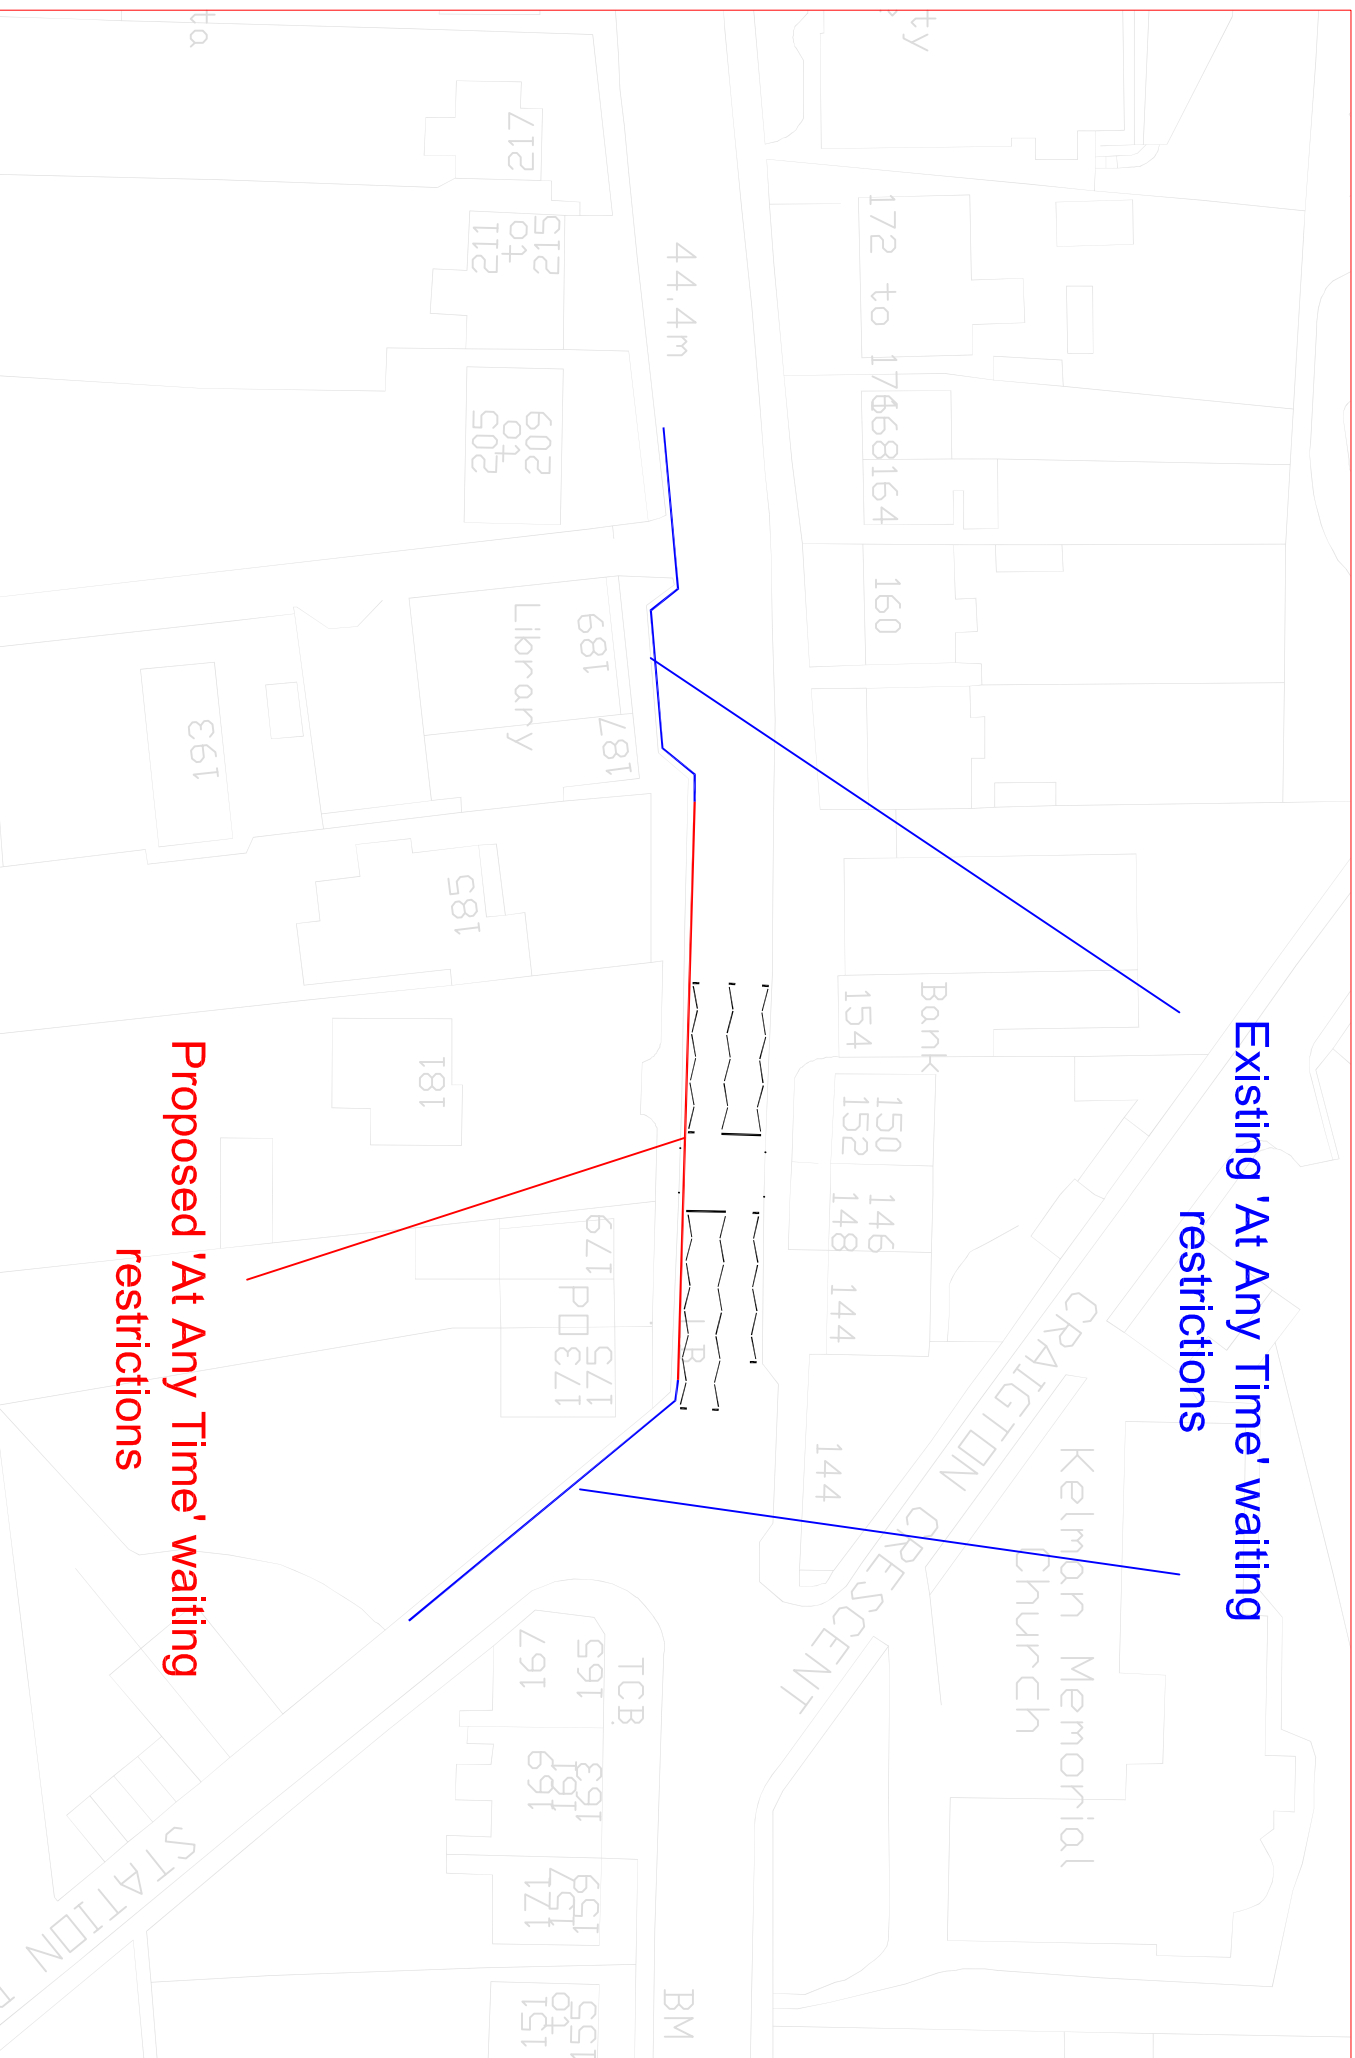 Existing 'At Any Time' waiting
restrictions
Proposed 'At Any Time' waiting
restrictions
217
211
to
215
44.4m
172 to 17
168
164
205
to
209
160
Library
189
187
193
185
Bank
154
181
150
152
146
148
144
179
PO
173
175
LB
144
CRAIGTON CRESCENT
Kelman Memorial
Church
167
165
TCB
169
161
163
171
157
159
STATION
151
to
155
BM